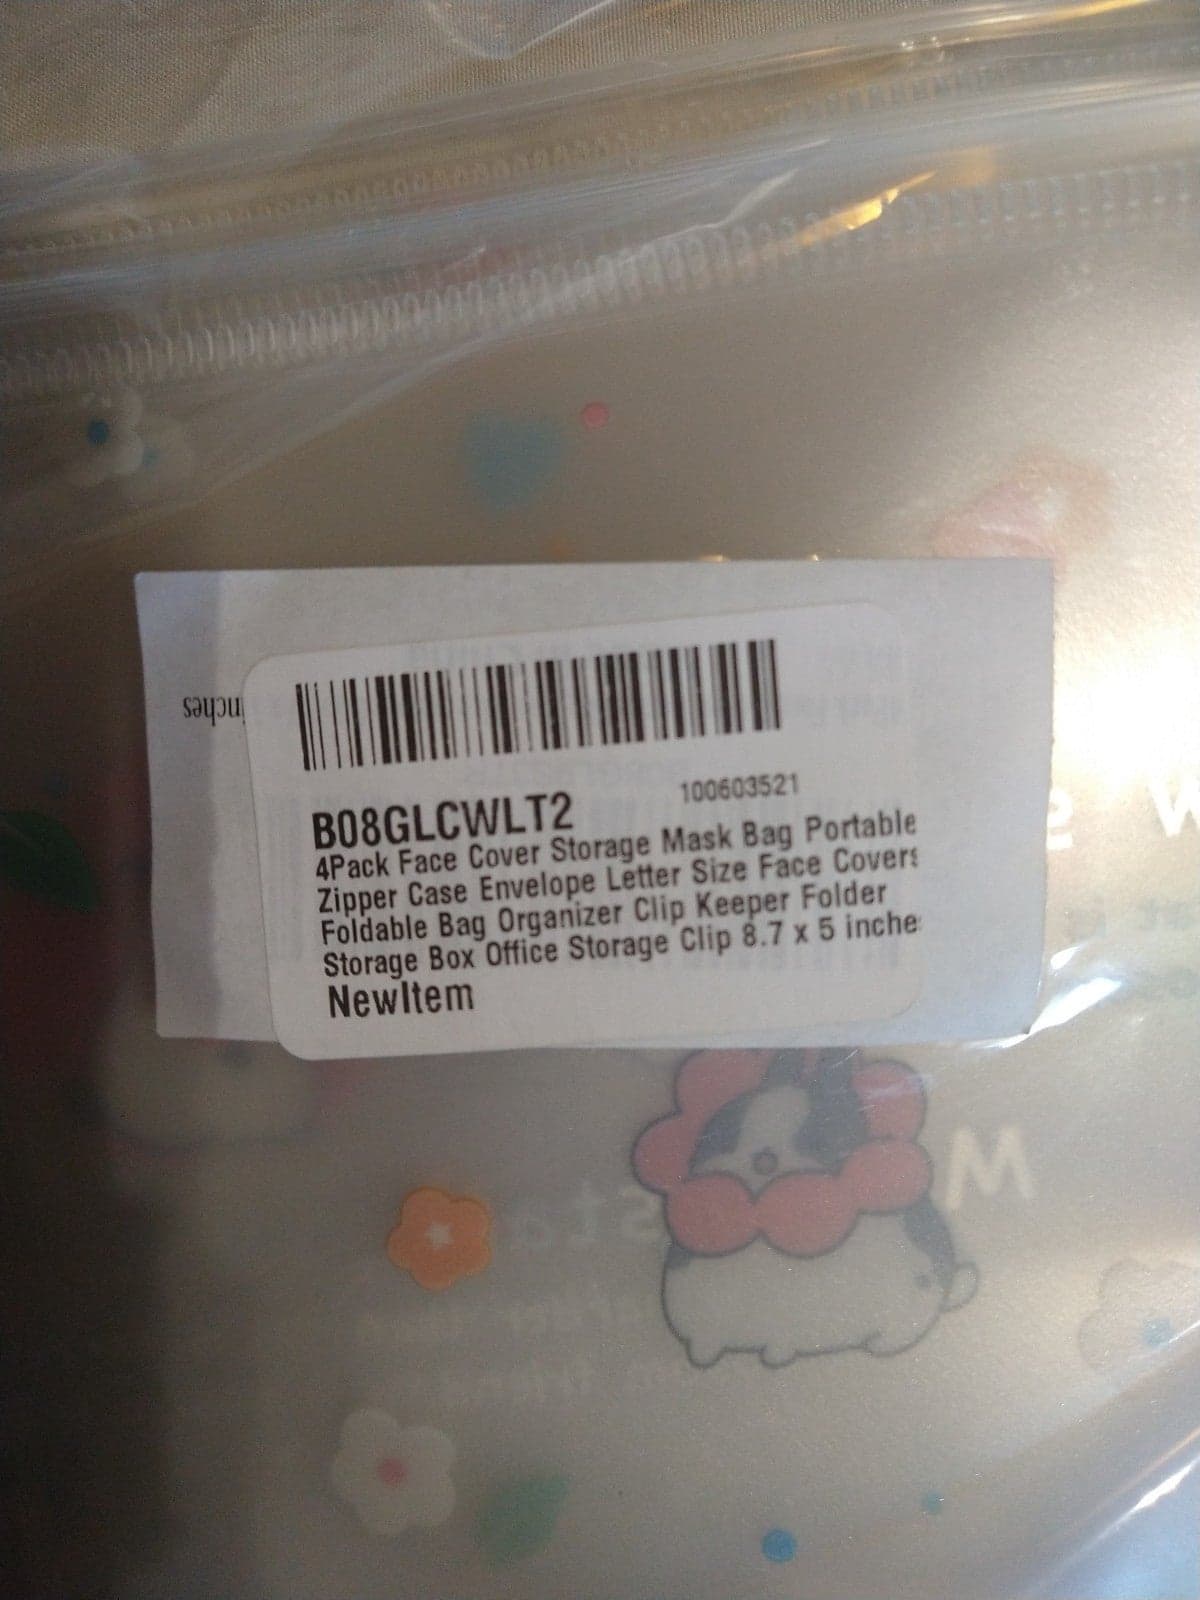 inches
100603521
B08GLCWLT2
4Pack Face Cover Storage Mask Bag Portable
Zipper Case Envelope Letter Size Face Covers
Foldable Bag Organizer Clip Keeper Folder
Storage Box Office Storage Clip 8.7 x 5 inche
NewItem
W
W